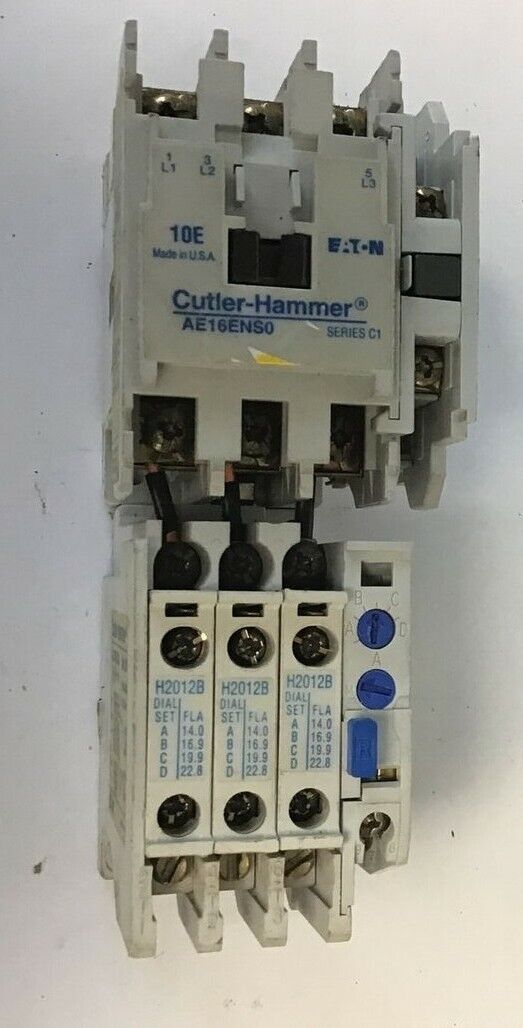 1 3 5
L1 L2 L3
10E EATON
Made in U.S.A.
Cutler-Hammer®
AE16ENS0 SERIES C1
B C
A D
A
H2012B H2012B H2012B
DIAL DIAL DIAL
SET FLA SET FLA SET FLA
A 14.0 A 14.0 A 14.0
B 16.9 B 16.9 B 16.9
C 19.9 C 19.9 C 19.9
D 22.8 D 22.8 D 22.8
R